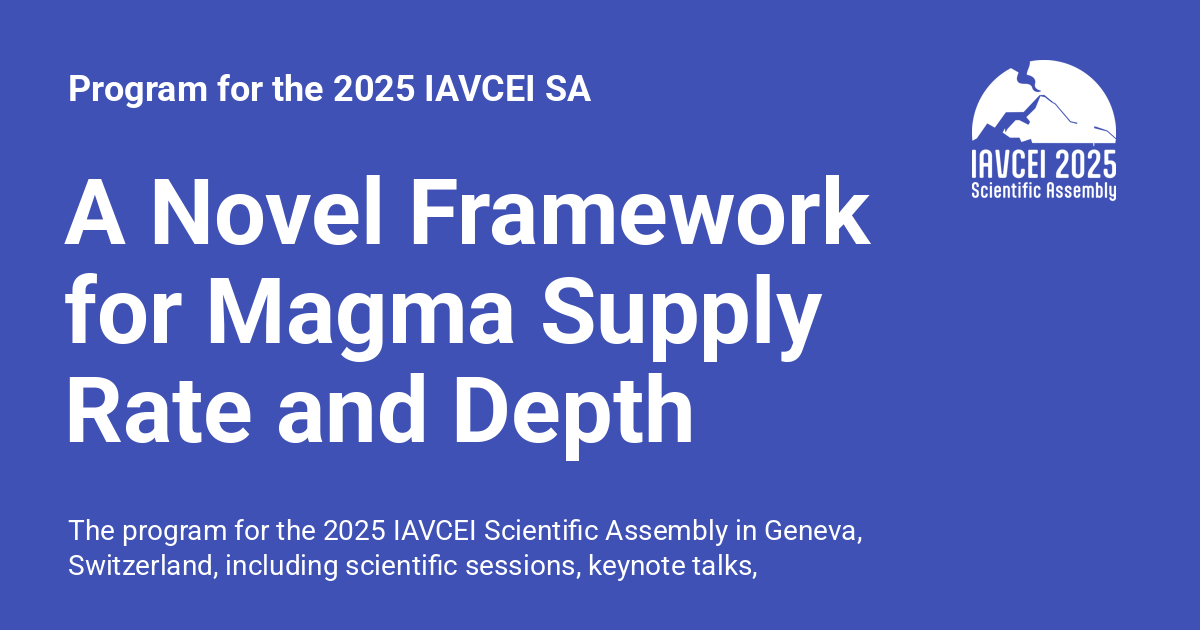 Program for the 2025 IAVCEI SA
IAVCEI 2025
Scientific Assembly
A Novel Framework
for Magma Supply
Rate and Depth
The program for the 2025 IAVCEI Scientific Assembly in Geneva,
Switzerland, including scientific sessions, keynote talks,